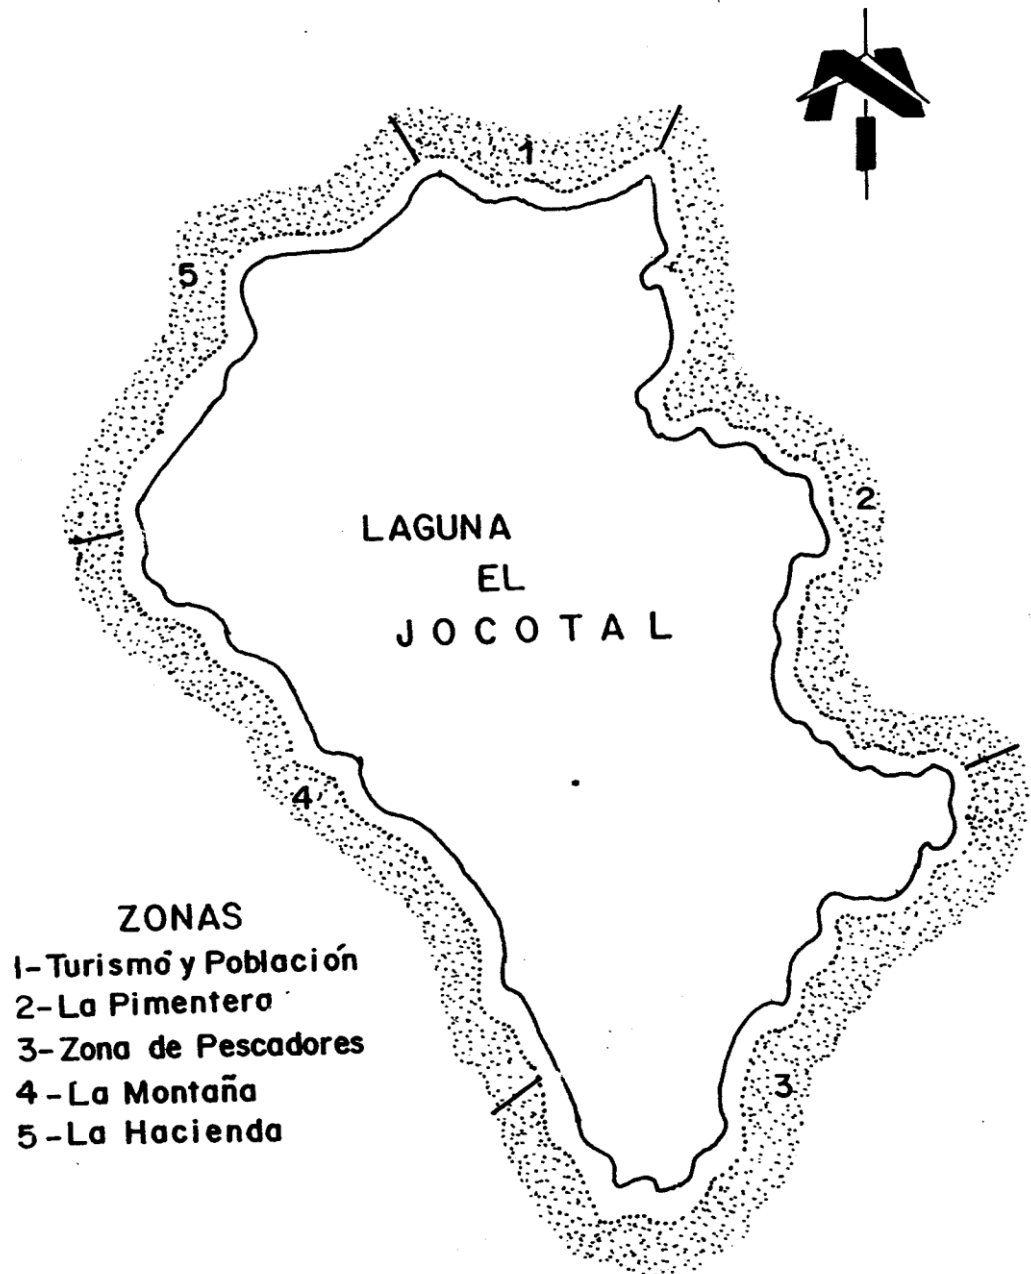 1
5
2
LAGUNA
EL
JOCOTAL
4
3
ZONAS
1-Turismo y Población
2-La Pimentera
3-Zona de Pescadores
4-La Montaña
5-La Hacienda